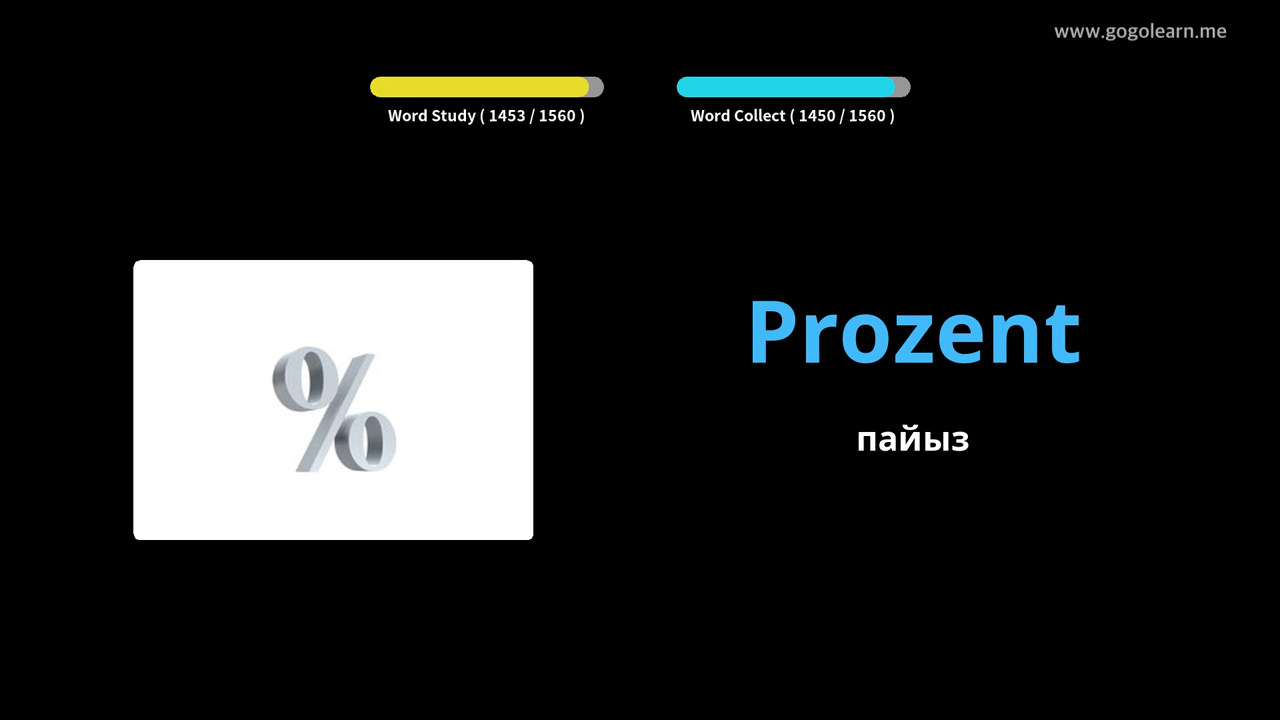 www.gogolearn.me
Word Study ( 1453 / 1560 )
Word Collect ( 1450 / 1560 )
%
Prozent
пайыз